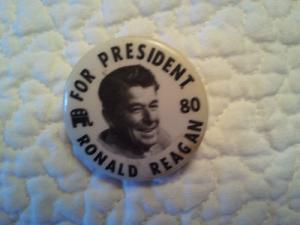 FOR PRESIDENT
80
RONALD REAGAN